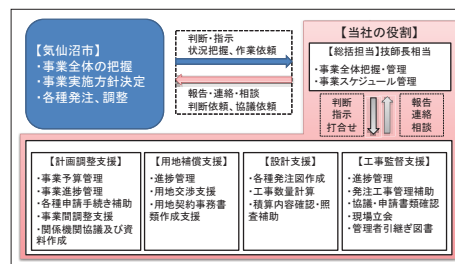 【気仙沼市】
・事業全体の把握
・事業実施方針決定
・各種発注、調整
判断・指示
状況把握、作業依頼
報告・連絡・相談
判断依頼、協議依頼
【当社の役割】
【総括担当】技師長相当
・事業全体把握・管理
・事業スケジュール管理
判断
指示
打合せ
報告
連絡
相談
【計画調整支援】
・事業予算管理
・事業進捗管理
・各種申請手続き補助
・事業間調整支援
・関係機関協議及び資
料作成
【用地補償支援】
・進捗管理
・用地交渉支援
・用地契約事務書
類作成支援
【設計支援】
・各種発注図作成
・工事数量計算
・積算内容確認・照
査補助
【工事監督支援】
・進捗管理
・発注工事管理補助
・協議・申請書類確認
・現場立会
・管理者引継ぎ図書